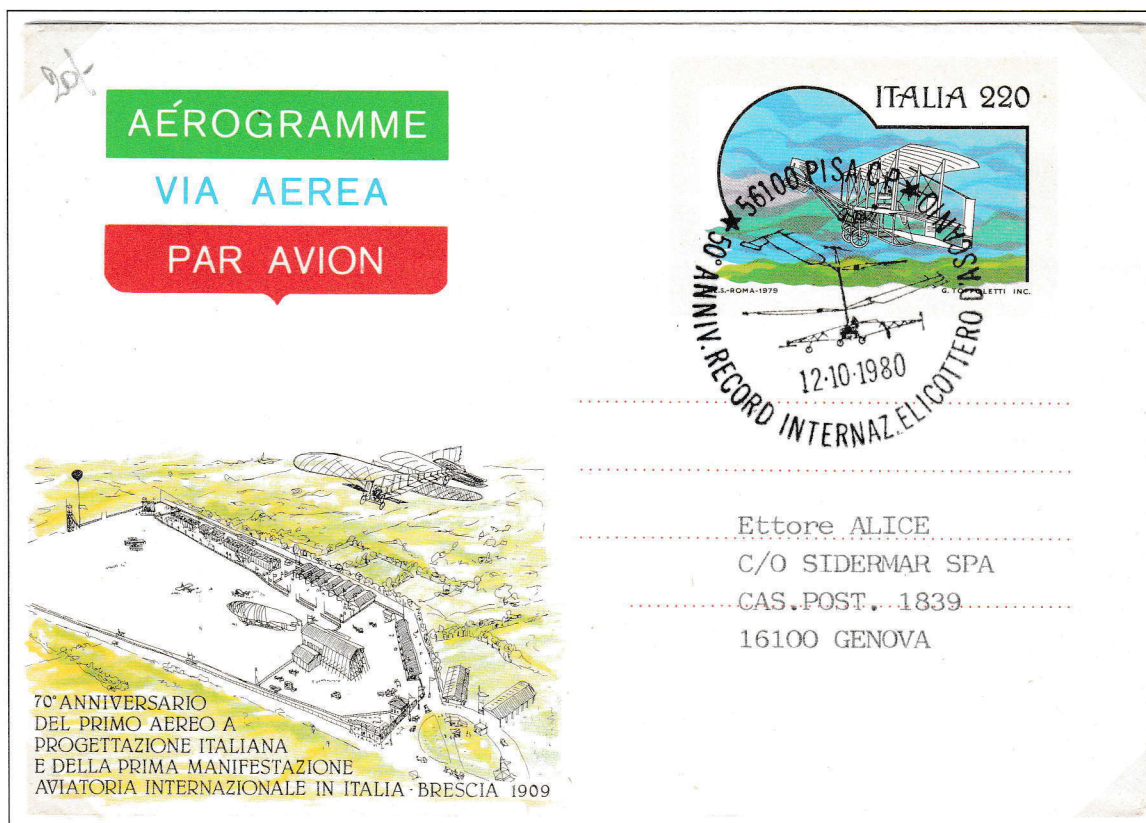 20/-
AÉROGRAMME
VIA AEREA
PAR AVION
ITALIA 220
I.P.S.-ROMA-1979
G. TOFFOLETTI INC.
★ 56100 PISA C.P. ★
50° ANNIV. RECORD INTERNAZ. ELICOTTERO D'ASCANIO
12·10·1980
Ettore ALICE
C/O SIDERMAR SPA
CAS.POST. 1839
16100 GENOVA
70° ANNIVERSARIO
DEL PRIMO AEREO A
PROGETTAZIONE ITALIANA
E DELLA PRIMA MANIFESTAZIONE
AVIATORIA INTERNAZIONALE IN ITALIA - BRESCIA 1909